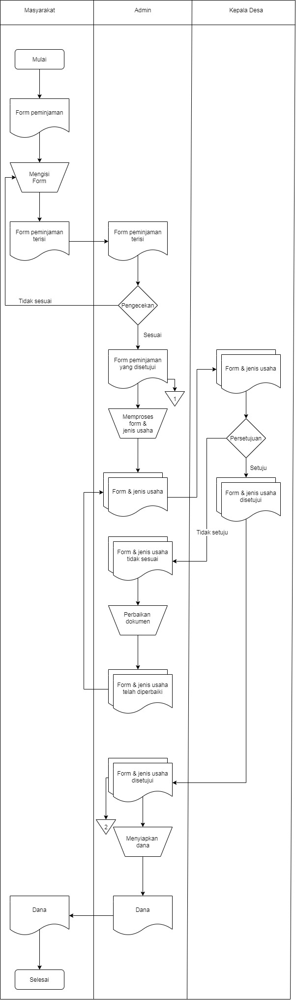 Masyarakat
Admin
Kepala Desa
Mulai
Form peminjaman
Mengisi
Form
Form peminjaman
terisi
Form peminjaman
terisi
Tidak sesuai
Pengecekan
Sesuai
Form peminjaman
yang disetujui
1
Form & jenis usaha
Memproses
form &
jenis usaha
Persetujuan
Setuju
Form & jenis usaha
Form & jenis usaha
disetujui
Tidak setuju
Form & jenis usaha
tidak sesuai
Perbaikan
dokumen
Form & jenis usaha
telah diperbaiki
Form & jenis usaha
disetujui
2
Menyiapkan
dana
Dana
Dana
Selesai